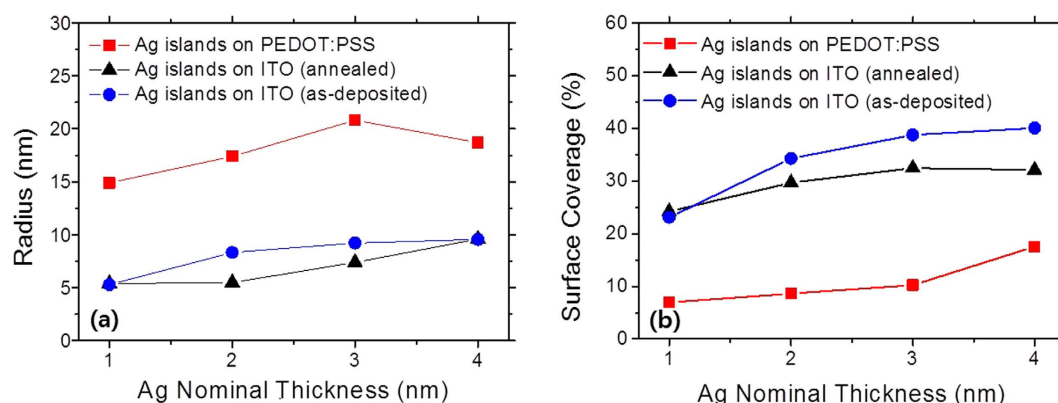 30
25
20
15
10
5
0
Radius (nm)
Ag islands on PEDOT:PSS
Ag islands on ITO (annealed)
Ag islands on ITO (as-deposited)
(a)
1 2 3 4
Ag Nominal Thickness (nm)
60
50
40
30
20
10
0
Surface Coverage (%)
Ag islands on PEDOT:PSS
Ag islands on ITO (annealed)
Ag islands on ITO (as-deposited)
(b)
1 2 3 4
Ag Nominal Thickness (nm)